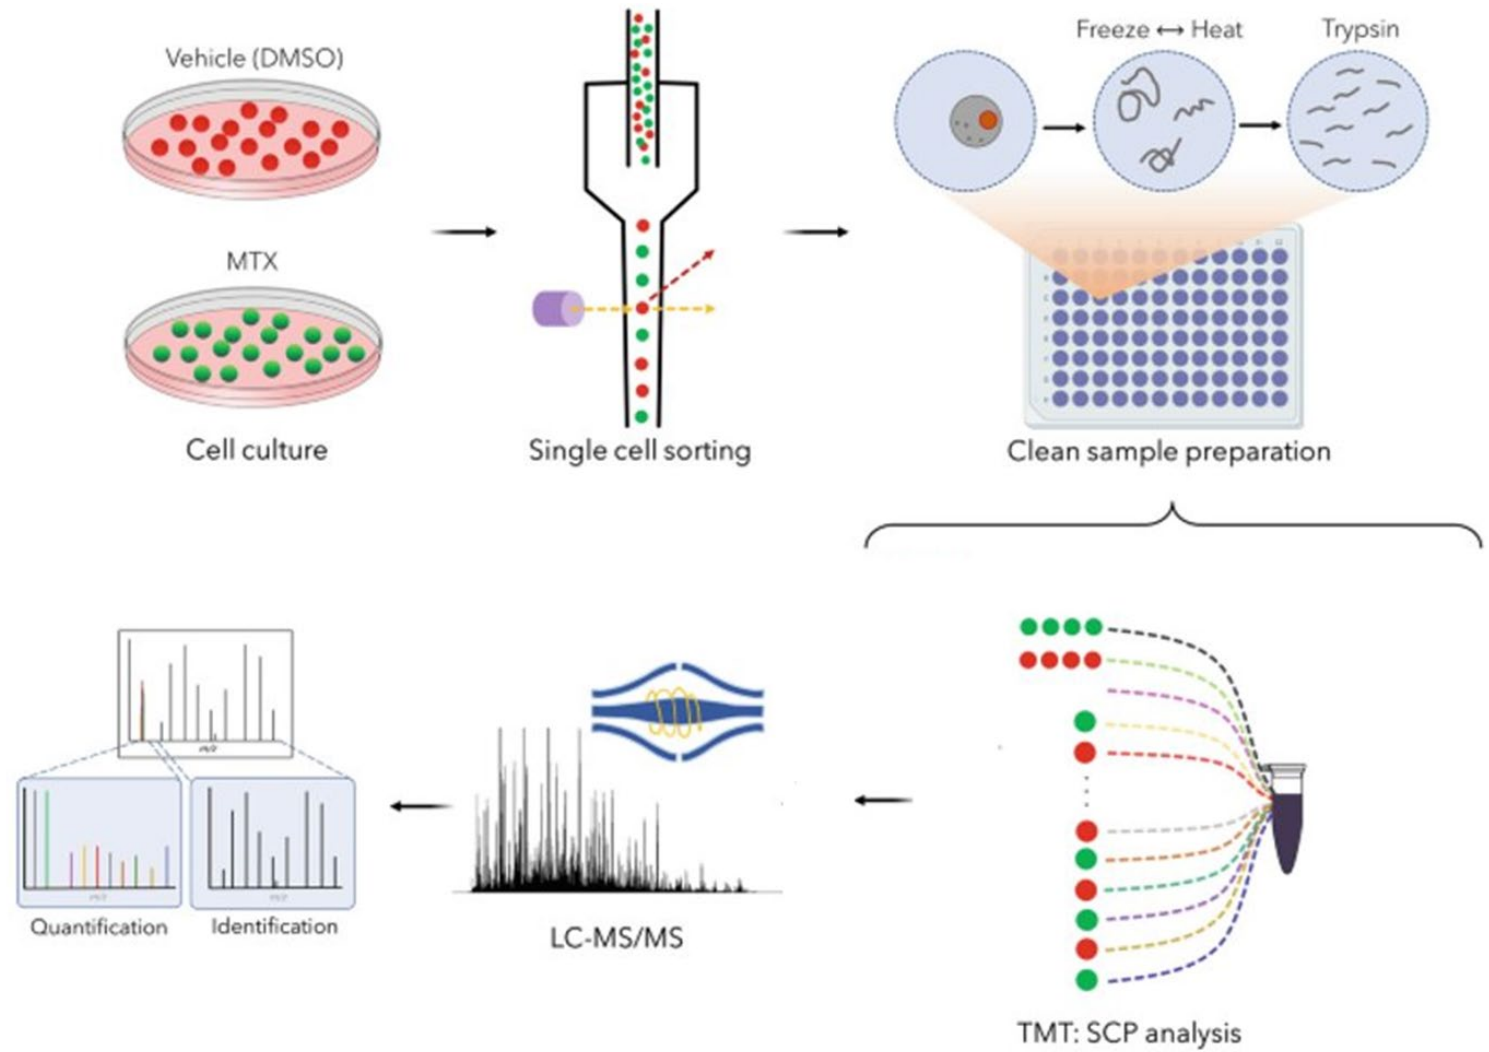 Vehicle (DMSO)
MTX
Cell culture
Single cell sorting
Freeze ↔ Heat
Trypsin
Clean sample preparation
TMT: SCP analysis
LC-MS/MS
m/z
Quantification
Identification